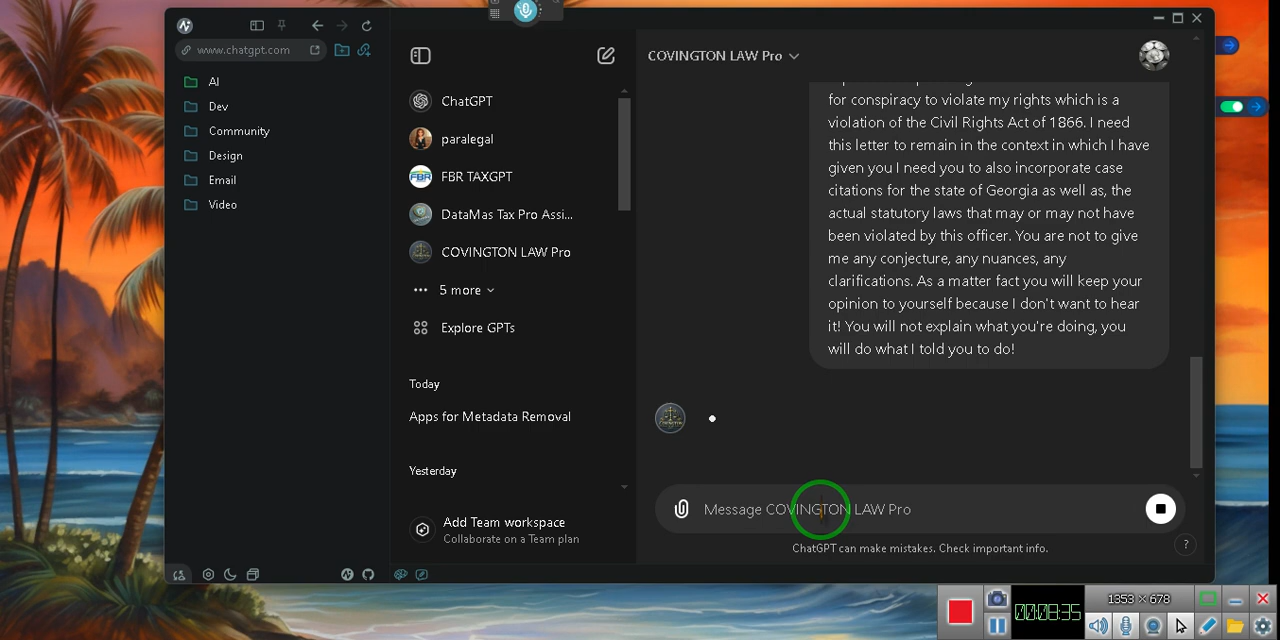 www.chatgpt.com
AI
Dev
Community
Design
Email
Video
ChatGPT
paralegal
FBR TAXGPT
DataMas Tax Pro Assi...
COVINGTON LAW Pro
5 more
Explore GPTs
Today
Apps for Metadata Removal
Yesterday
Add Team workspace
Collaborate on a Team plan
COVINGTON LAW Pro
for conspiracy to violate my rights which is a
violation of the Civil Rights Act of 1866. I need
this letter to remain in the context in which I have
given you I need you to also incorporate case
citations for the state of Georgia as well as, the
actual statutory laws that may or may not have
been violated by this officer. You are not to give
me any conjecture, any nuances, any
clarifications. As a matter fact you will keep your
opinion to yourself because I don't want to hear
it! You will not explain what you're doing, you
will do what I told you to do!
Message COVINGTON LAW Pro
ChatGPT can make mistakes. Check important info.
?
00:08:35
1353 × 678